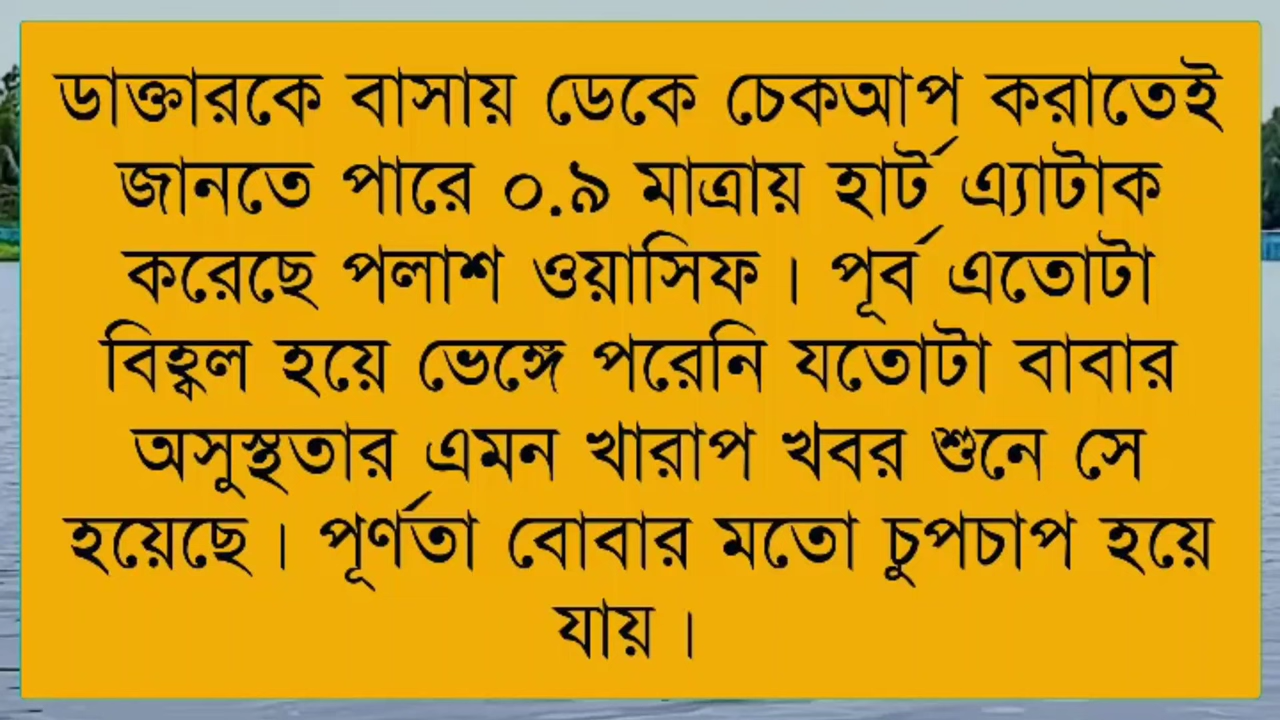 ডাক্তারকে বাসায় ডেকে চেকআপ করাতেই
জানতে পারে ০.৯ মাত্রায় হার্ট এ্যাটাক
করেছে পলাশ ওয়াসিফ। পূর্ব এতোটা
বিহ্বল হয়ে ভেঙ্গে পরেনি যতোটা বাবার
অসুস্থতার এমন খারাপ খবর শুনে সে
হয়েছে। পূর্ণতা বোবার মতো চুপচাপ হয়ে
যায়।